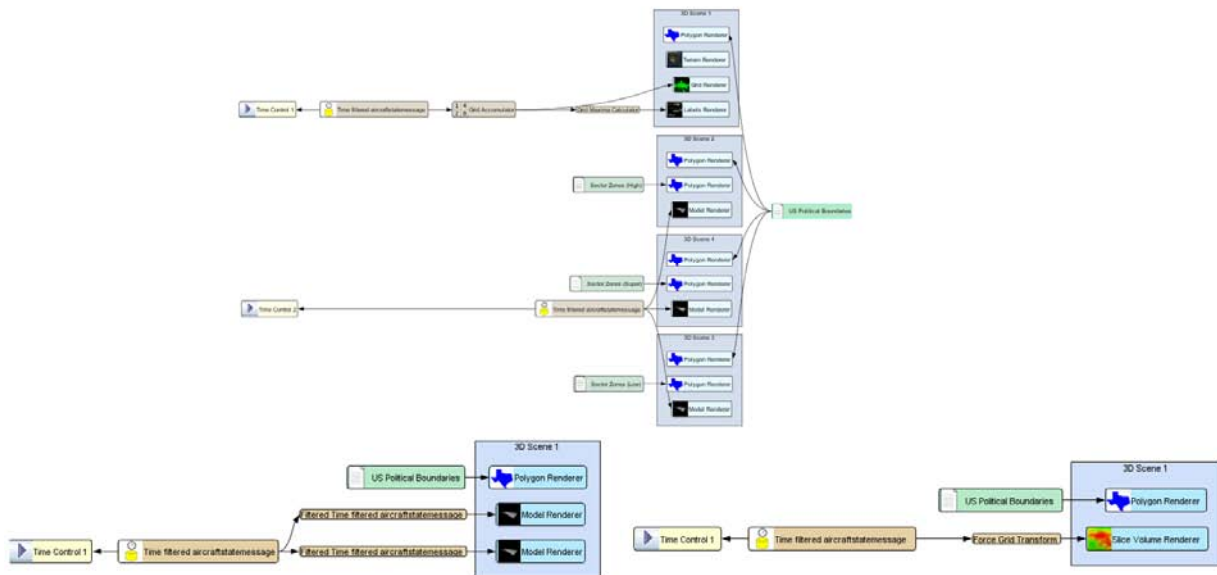 3D Scene 1
Polygon Renderer
Terrain Renderer
Grid Renderer
Time Control 1
Time filtered aircraftstatemessage
Grid Accumulator
Grid Maxima Calculator
Labels Renderer
3D Scene 2
Polygon Renderer
Sector Zones (High)
Polygon Renderer
Model Renderer
US Political Boundaries
3D Scene 4
Polygon Renderer
Sector Zones (Super)
Polygon Renderer
Time Control 2
Time filtered aircraftstatemessage
Model Renderer
3D Scene 3
Polygon Renderer
Sector Zones (Low)
Polygon Renderer
Model Renderer
3D Scene 1
US Political Boundaries
Polygon Renderer
Filtered Time filtered aircraftstatemessage
Model Renderer
Time Control 1
Time filtered aircraftstatemessage
Filtered Time filtered aircraftstatemessage
Model Renderer
3D Scene 1
US Political Boundaries
Polygon Renderer
Time Control 1
Time filtered aircraftstatemessage
Force Grid Transform
Slice Volume Renderer